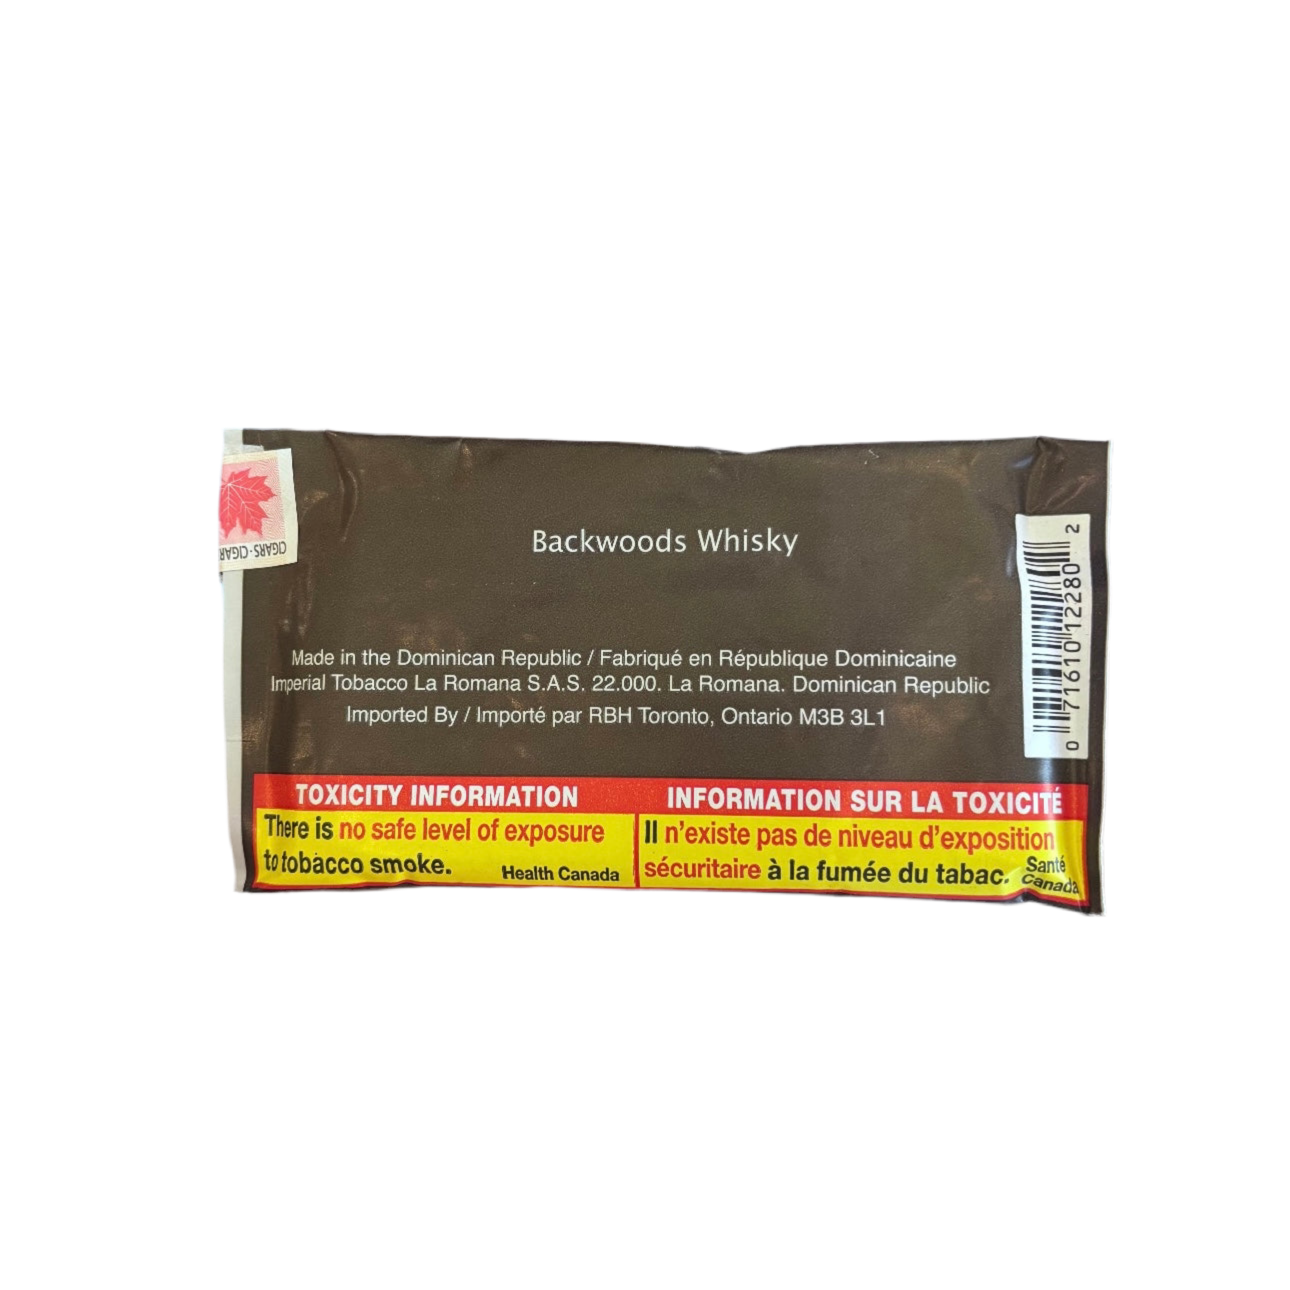 CIGARS-CIGAR
Backwoods Whisky
Made in the Dominican Republic / Fabriqué en République Dominicaine
Imperial Tobacco La Romana S.A.S. 22.000. La Romana. Dominican Republic
Imported By / Importé par RBH Toronto, Ontario M3B 3L1
0 71610 12280 2
TOXICITY INFORMATION
There is no safe level of exposure
to tobacco smoke.
Health Canada
INFORMATION SUR LA TOXICITÉ
Il n'existe pas de niveau d'exposition
sécuritaire à la fumée du tabac.
Santé
Canada